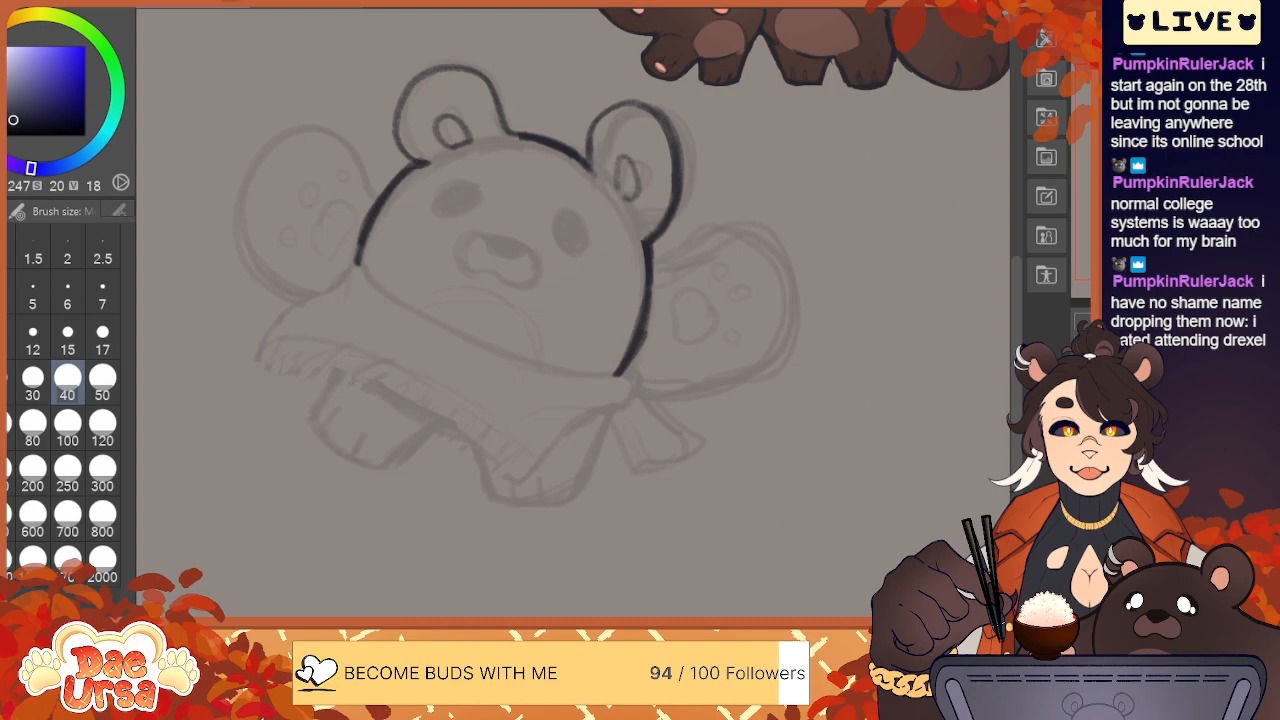 LIVE
PumpkinRulerJack i
start again on the 28th
but im not gonna be
leaving anywhere
since its online school
PumpkinRulerJack
normal college
systems is waaay too
much for my brain
PumpkinRulerJack i
have no shame name
dropping them now: i
ated attending drexel
247 S 20 V 18
Brush size: M
1.5 2 2.5
5 6 7
12 15 17
30 40 50
80 100 120
200 250 300
600 700 800
2000
Dae
Ursa
BECOME BUDS WITH ME
94 / 100 Followers